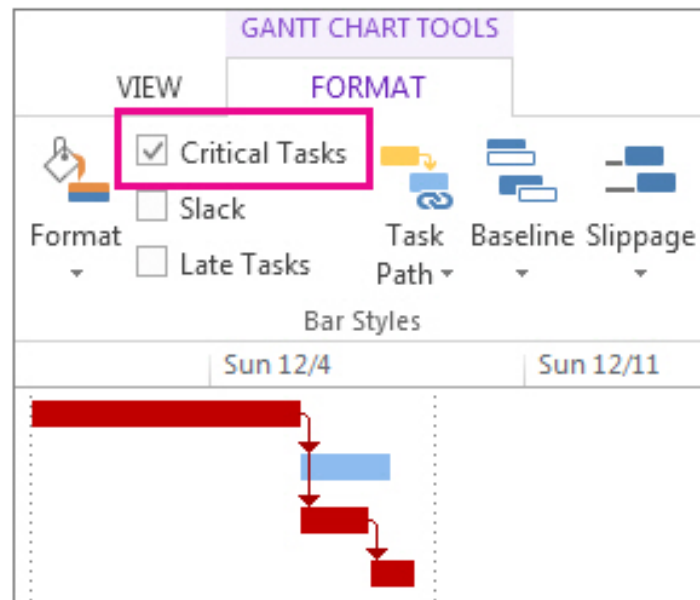 GANTT CHART TOOLS
VIEW
FORMAT
Critical Tasks
Slack
Late Tasks
Format
Task
Path
Baseline
Slippage
Bar Styles
Sun 12/4
Sun 12/11